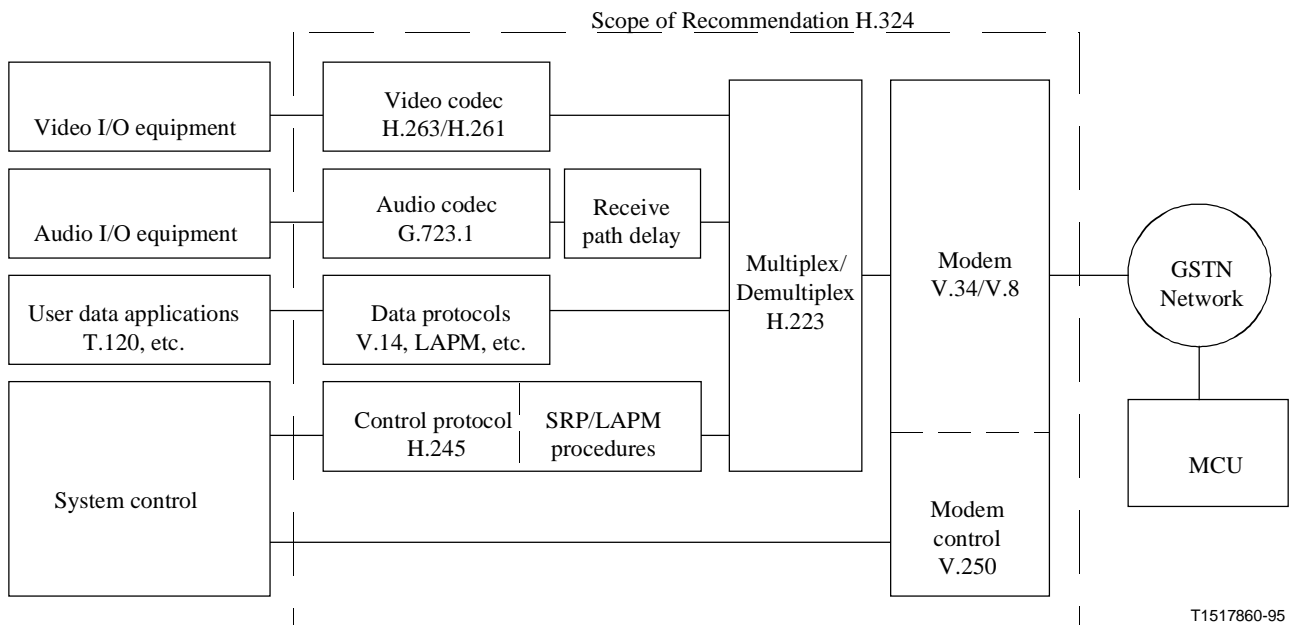 Scope of Recommendation H.324
Video I/O equipment
Video codec
H.263/H.261
Audio I/O equipment
Audio codec
G.723.1
Receive
path delay
User data applications
T.120, etc.
Data protocols
V.14, LAPM, etc.
System control
Control protocol
H.245
SRP/LAPM
procedures
Multiplex/
Demultiplex
H.223
Modem
V.34/V.8
Modem
control
V.250
GSTN
Network
MCU
T1517860-95